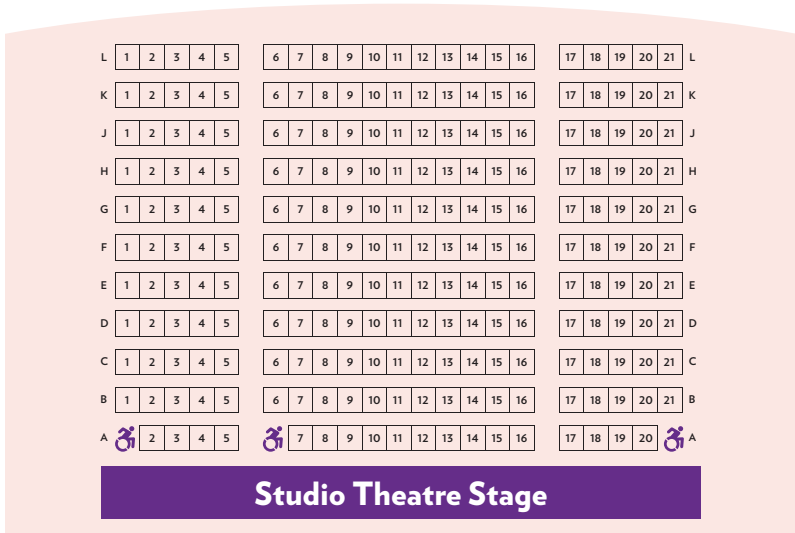 L 1 2 3 4 5 6 7 8 9 10 11 12 13 14 15 16 17 18 19 20 21 L
K 1 2 3 4 5 6 7 8 9 10 11 12 13 14 15 16 17 18 19 20 21 K
J 1 2 3 4 5 6 7 8 9 10 11 12 13 14 15 16 17 18 19 20 21 J
H 1 2 3 4 5 6 7 8 9 10 11 12 13 14 15 16 17 18 19 20 21 H
G 1 2 3 4 5 6 7 8 9 10 11 12 13 14 15 16 17 18 19 20 21 G
F 1 2 3 4 5 6 7 8 9 10 11 12 13 14 15 16 17 18 19 20 21 F
E 1 2 3 4 5 6 7 8 9 10 11 12 13 14 15 16 17 18 19 20 21 E
D 1 2 3 4 5 6 7 8 9 10 11 12 13 14 15 16 17 18 19 20 21 D
C 1 2 3 4 5 6 7 8 9 10 11 12 13 14 15 16 17 18 19 20 21 C
B 1 2 3 4 5 6 7 8 9 10 11 12 13 14 15 16 17 18 19 20 21 B
A 2 3 4 5 7 8 9 10 11 12 13 14 15 16 17 18 19 20 A
Studio Theatre Stage